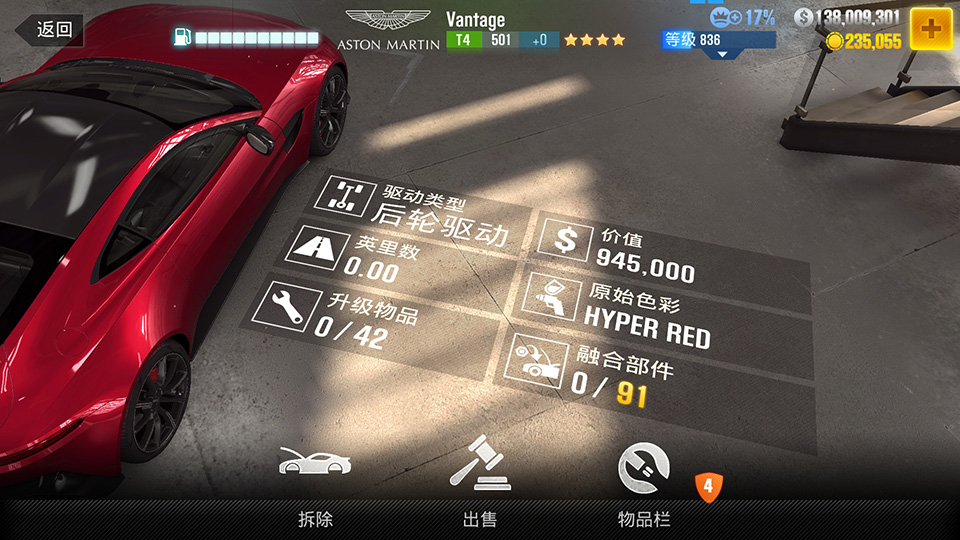 返回
ASTON MARTIN
ASTON MARTIN
Vantage
T4 501 +0
17%
138,009,301
等级 836
235,055
驱动类型
后轮驱动
英里数
0.00
升级物品
0 / 42
价值
945,000
原始色彩
HYPER RED
融合部件
0 / 91
拆除
出售
物品栏
4